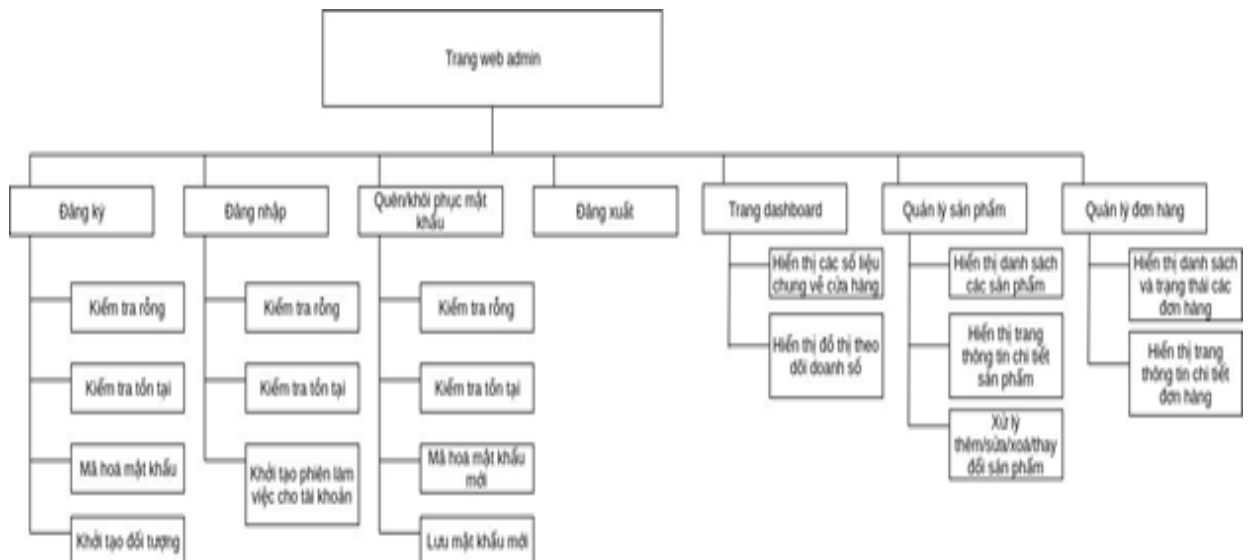 Trang web admin
Đăng ký
Đăng nhập
Quên/khôi phục mật
khẩu
Đăng xuất
Trang dashboard
Quản lý sản phẩm
Quản lý đơn hàng
Kiểm tra rỗng
Kiểm tra tồn tại
Mã hoá mật khẩu
Khởi tạo đối tượng
Kiểm tra rỗng
Kiểm tra tồn tại
Khởi tạo phiên làm
việc cho tài khoản
Kiểm tra rỗng
Kiểm tra tồn tại
Mã hoá mật khẩu
mới
Lưu mật khẩu mới
Hiển thị các số liệu
chung về cửa hàng
Hiển thị đồ thị theo
dõi doanh số
Hiển thị danh sách
các sản phẩm
Hiển thị trang
thông tin chi tiết
sản phẩm
Xử lý
thêm/sửa/xoá/thay
đổi sản phẩm
Hiển thị danh sách
và trạng thái các
đơn hàng
Hiển thị trang
thông tin chi tiết
đơn hàng